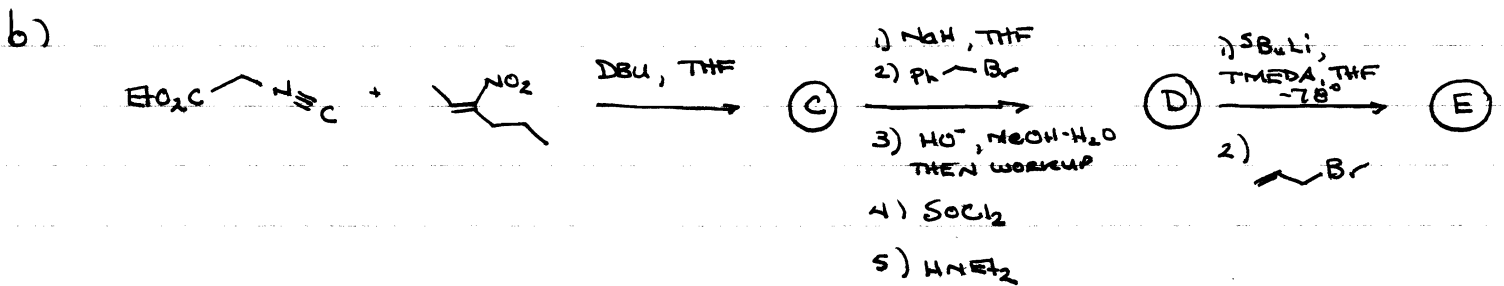 b)
EtO₂C N≡C + NO₂ DBU, THF
C
1) NaH, THF
2) Ph Br
3) HO⁻, MeOH-H₂O
THEN WORKUP
4) SOCl₂
5) HNEt₂
D
1) ˢBuLi,
TMEDA, THF
-78°
2) Br
E